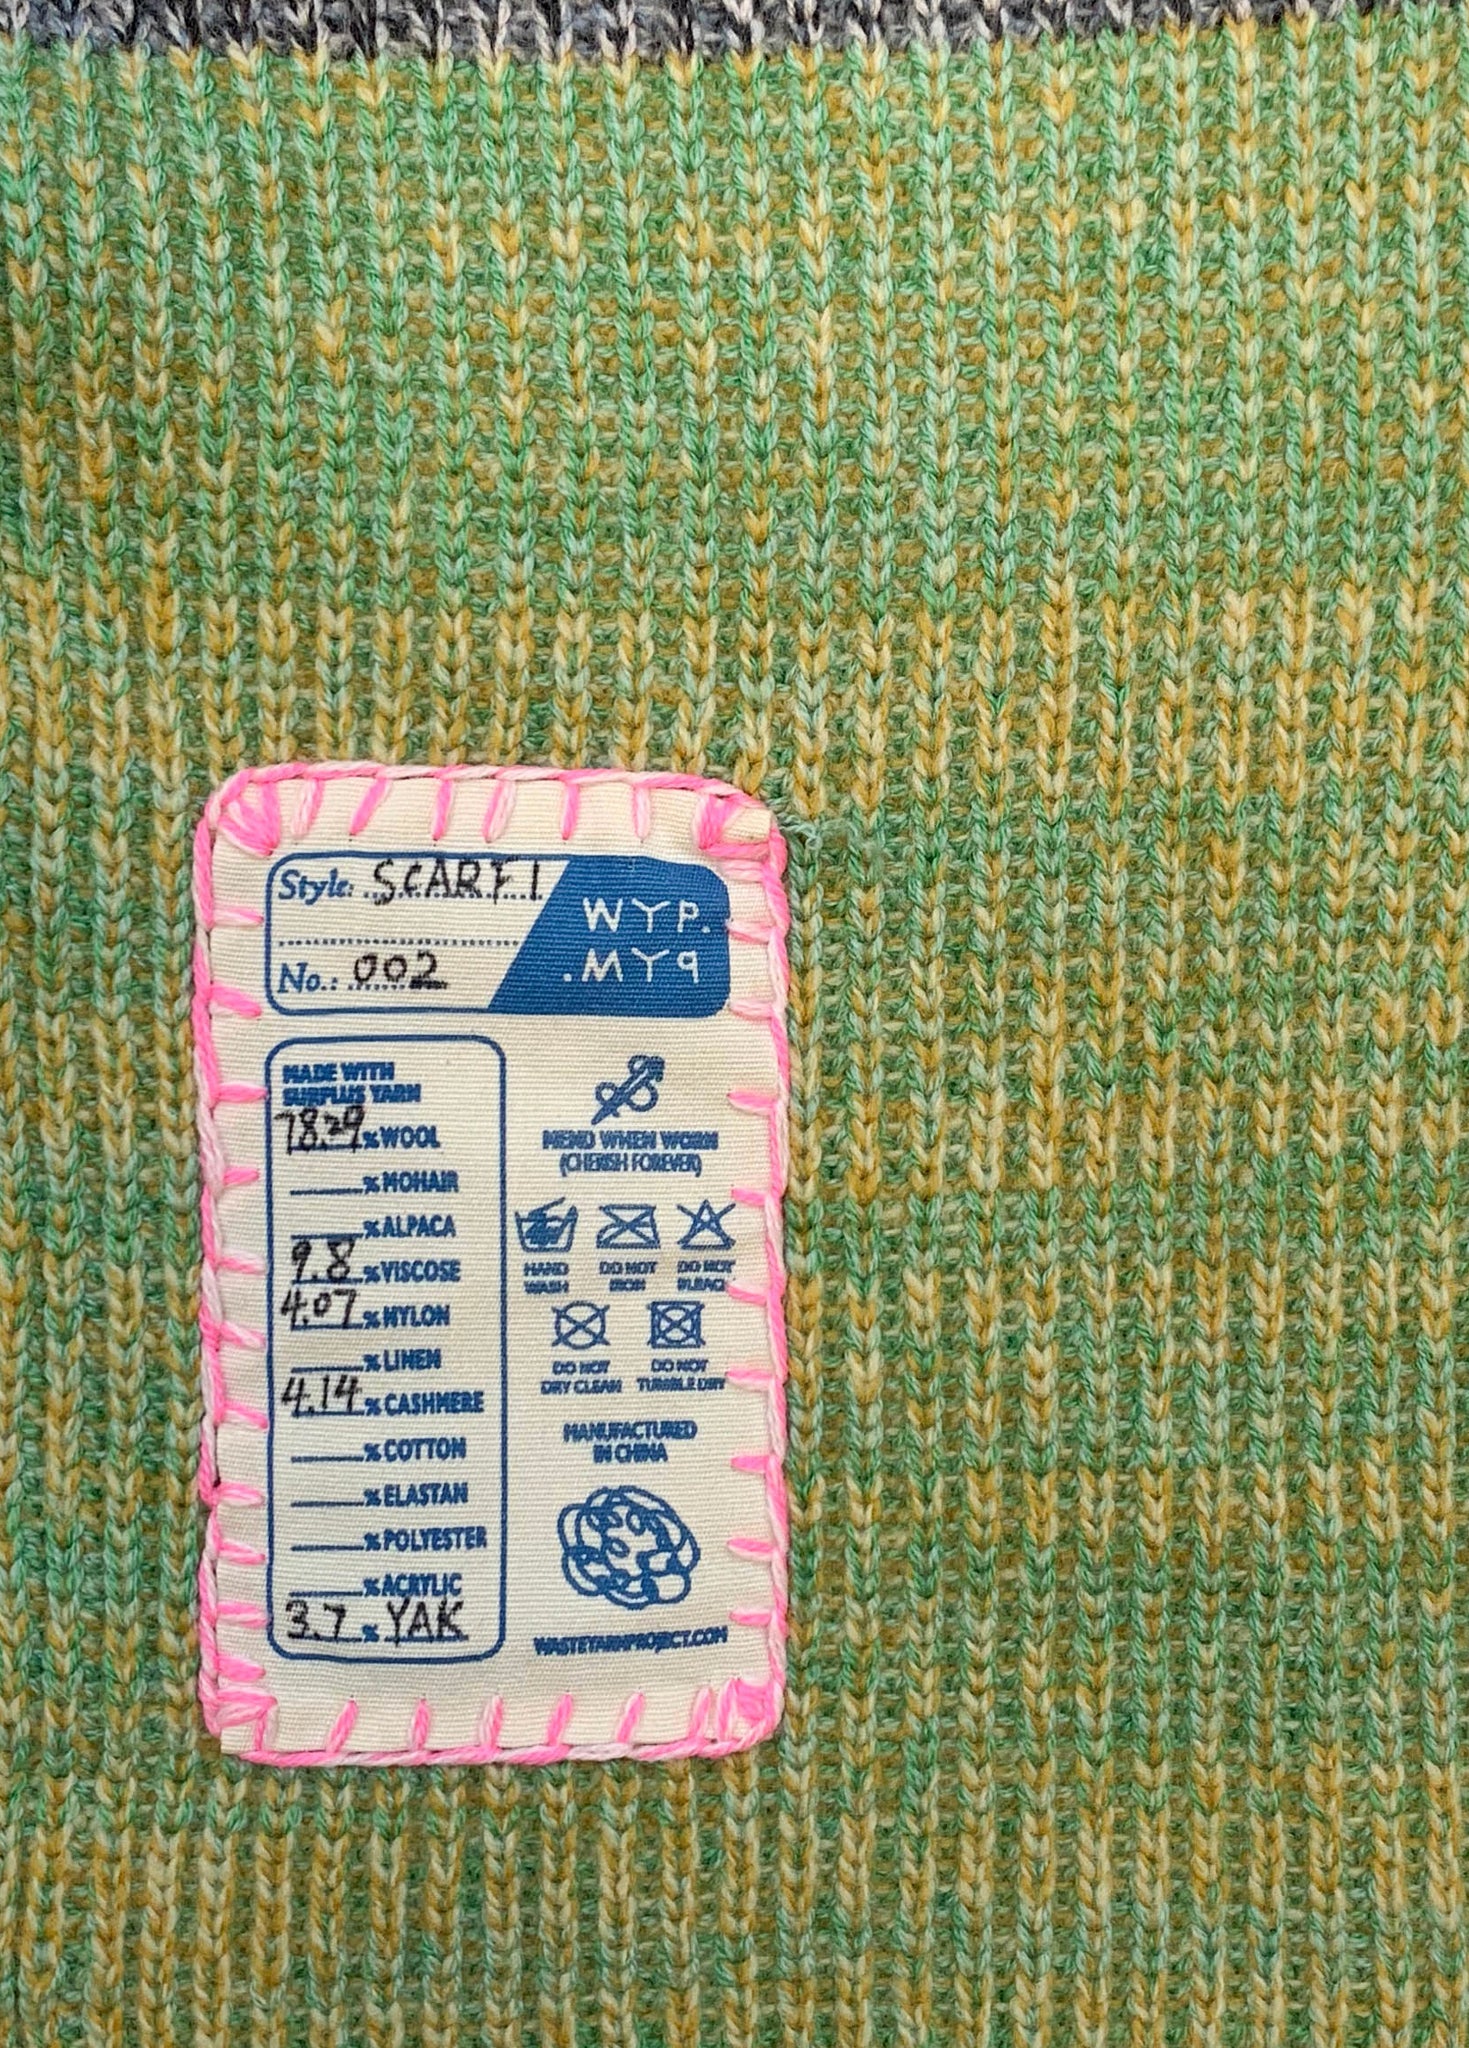 Style: SCARF 1
No.: 002
WYP.
.MY9
MADE WITH
SURPLUS YARN
78.29 % WOOL
% MOHAIR
% ALPACA
9.8 % VISCOSE
4.07 % NYLON
% LINEN
4.14 % CASHMERE
% COTTON
% ELASTAN
% POLYESTER
% ACRYLIC
3.7 % YAK
MEND WHEN WORN
(CHERISH FOREVER)
HAND
WASH
DO NOT
IRON
DO NOT
BLEACH
DO NOT
DRY CLEAN
DO NOT
TUMBLE DRY
MANUFACTURED
IN CHINA
WASTEYARNPROJECT.COM